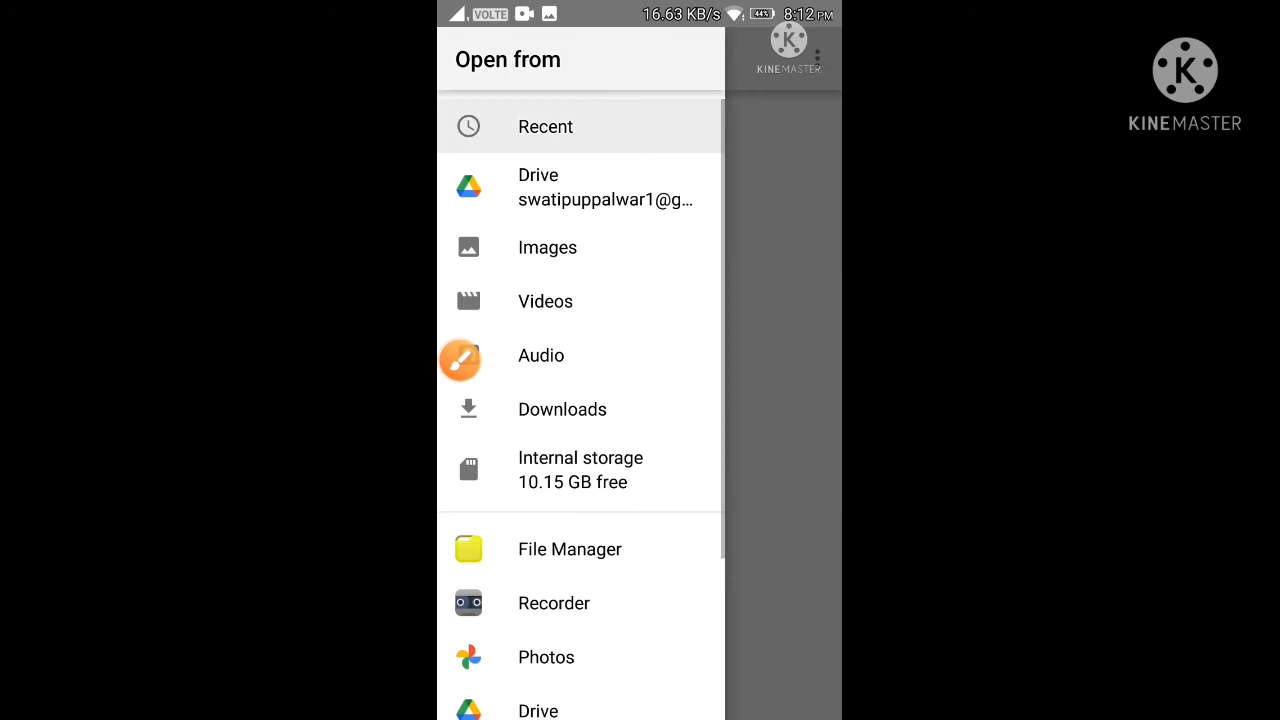 VOLTE 16.63 KB/s 44% 8:12 PM
Open from
K
KINEMASTER
K
KINEMASTER
Recent
Drive
swatipuppalwar1@g...
Images
Videos
Audio
Downloads
Internal storage
10.15 GB free
File Manager
Recorder
Photos
Drive